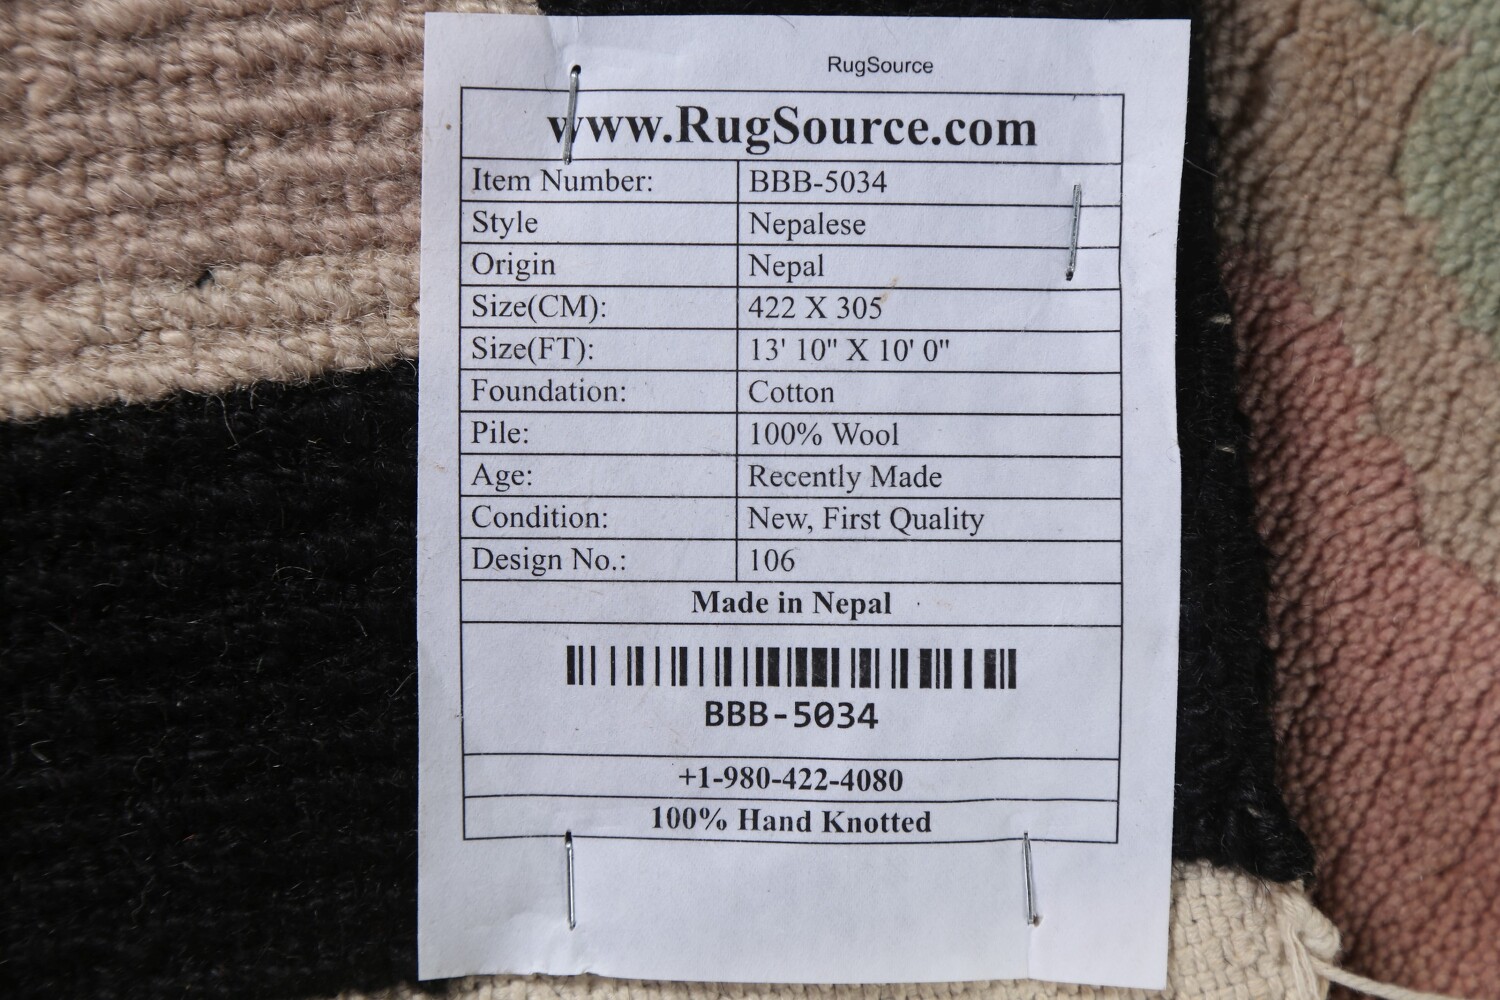 RugSource
www.RugSource.com
Item Number: BBB-5034
Style Nepalese
Origin Nepal
Size(CM): 422 X 305
Size(FT): 13' 10" X 10' 0"
Foundation: Cotton
Pile: 100% Wool
Age: Recently Made
Condition: New, First Quality
Design No.: 106
Made in Nepal
BBB-5034
+1-980-422-4080
100% Hand Knotted